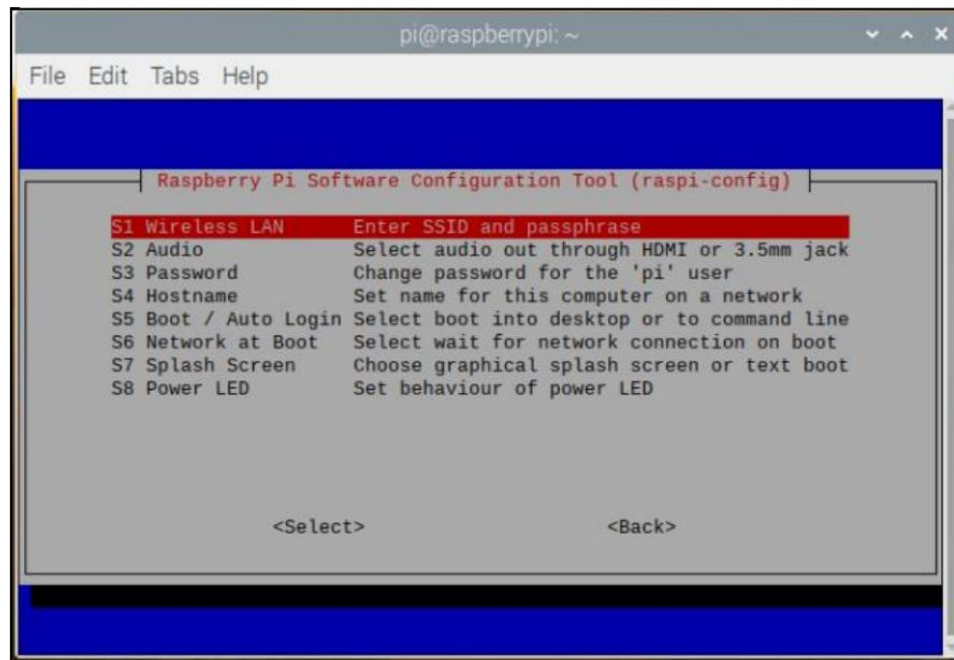 pi@raspberrypi: ~
File Edit Tabs Help
Raspberry Pi Software Configuration Tool (raspi-config)
S1 Wireless LAN Enter SSID and passphrase
S2 Audio Select audio out through HDMI or 3.5mm jack
S3 Password Change password for the 'pi' user
S4 Hostname Set name for this computer on a network
S5 Boot / Auto Login Select boot into desktop or to command line
S6 Network at Boot Select wait for network connection on boot
S7 Splash Screen Choose graphical splash screen or text boot
S8 Power LED Set behaviour of power LED
<Select> <Back>